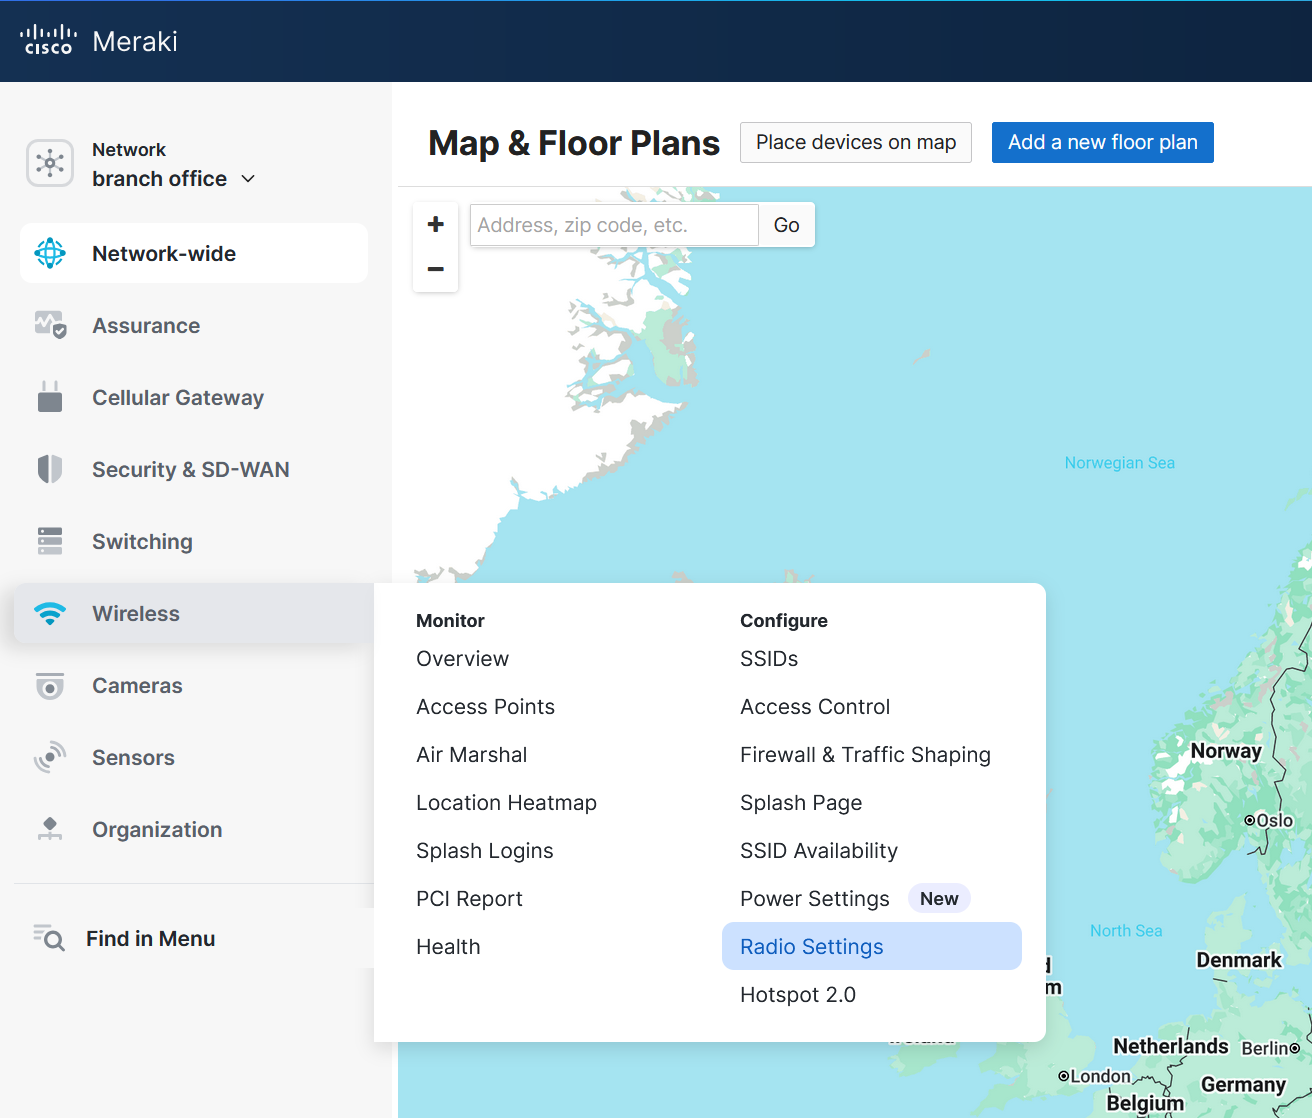 cisco Meraki
Network
branch office
Network-wide
Assurance
Cellular Gateway
Security & SD-WAN
Switching
Wireless
Cameras
Sensors
Organization
Find in Menu
Map & Floor Plans
Place devices on map
Add a new floor plan
+
Address, zip code, etc.
Go
−
Norwegian Sea
Monitor
Overview
Access Points
Air Marshal
Location Heatmap
Splash Logins
PCI Report
Health
Configure
SSIDs
Access Control
Firewall & Traffic Shaping
Splash Page
SSID Availability
Power Settings New
Radio Settings
Hotspot 2.0
Norway
Oslo
North Sea
Denmark
Netherlands
Berlin
London
Germany
Belgium